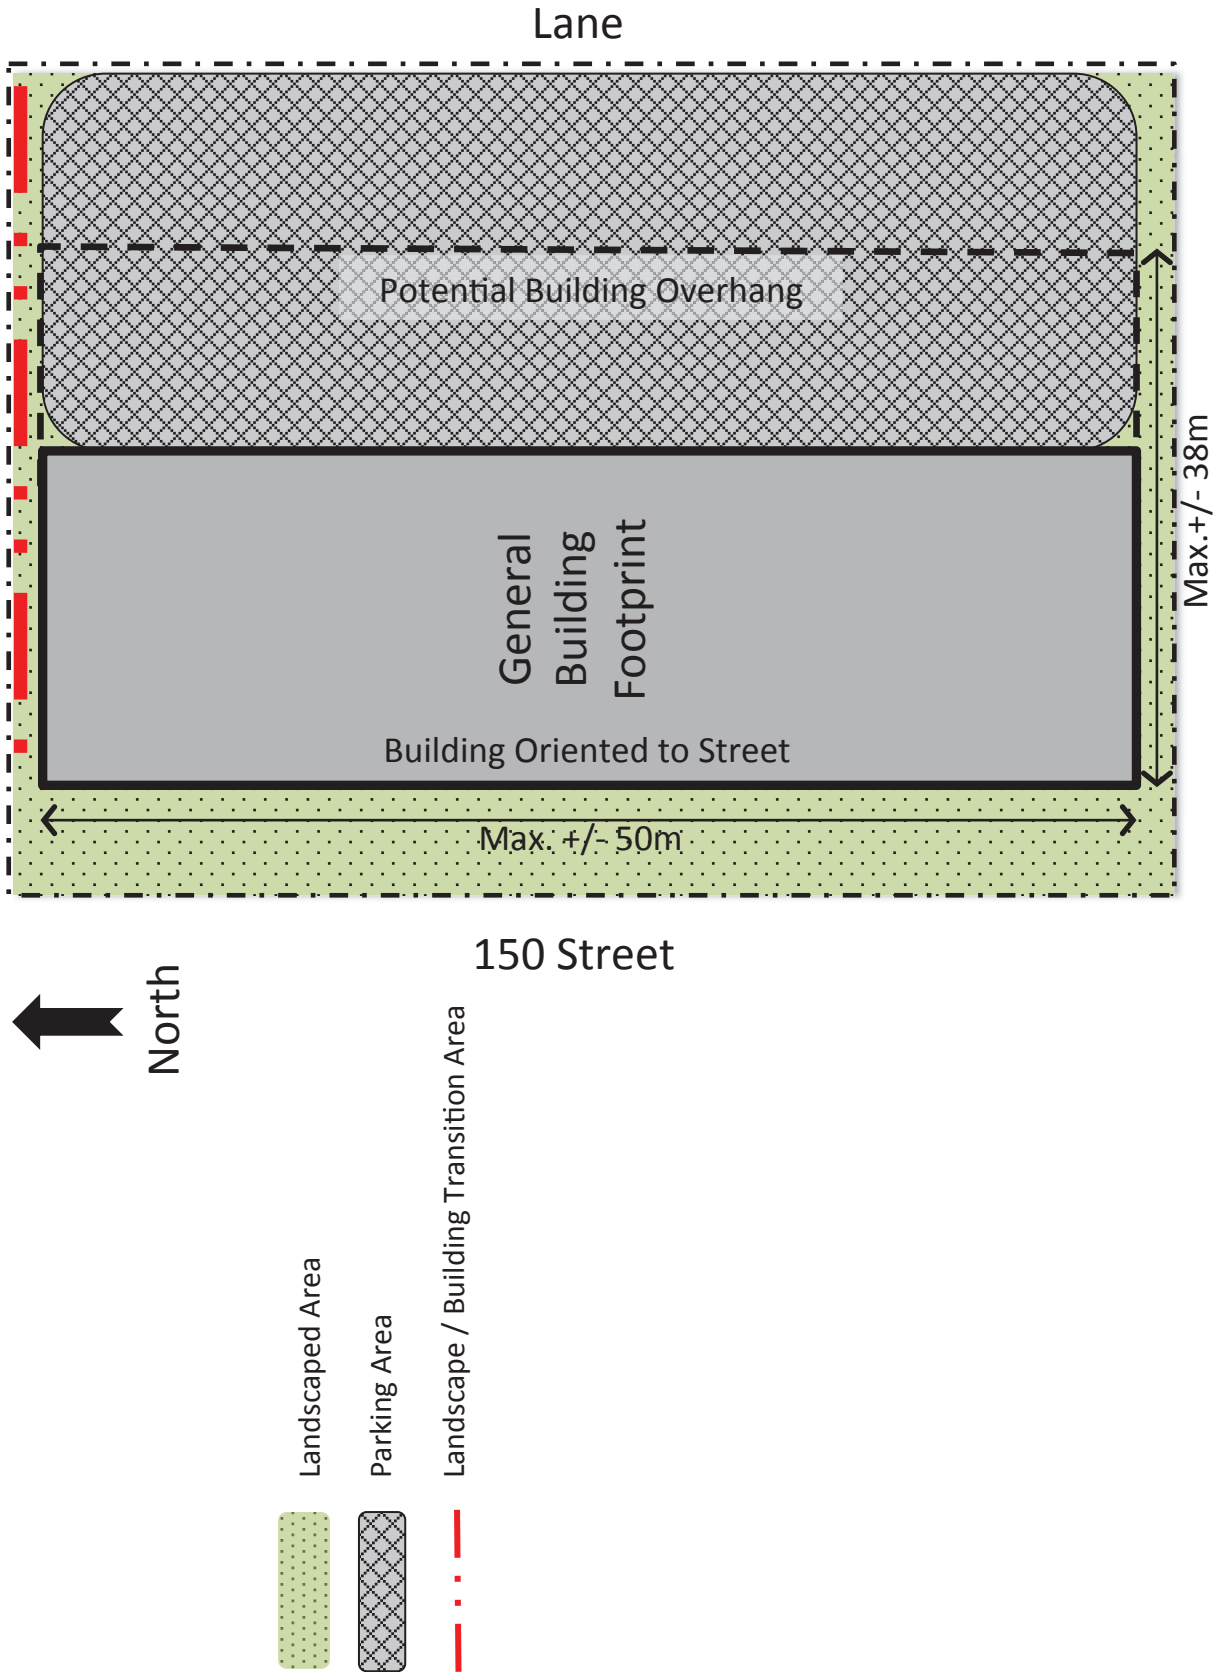 Lane
Potential Building Overhang
Max.+/- 38m
General
Building
Footprint
Building Oriented to Street
Max. +/- 50m
150 Street
North
Landscaped Area
Parking Area
Landscape / Building Transition Area